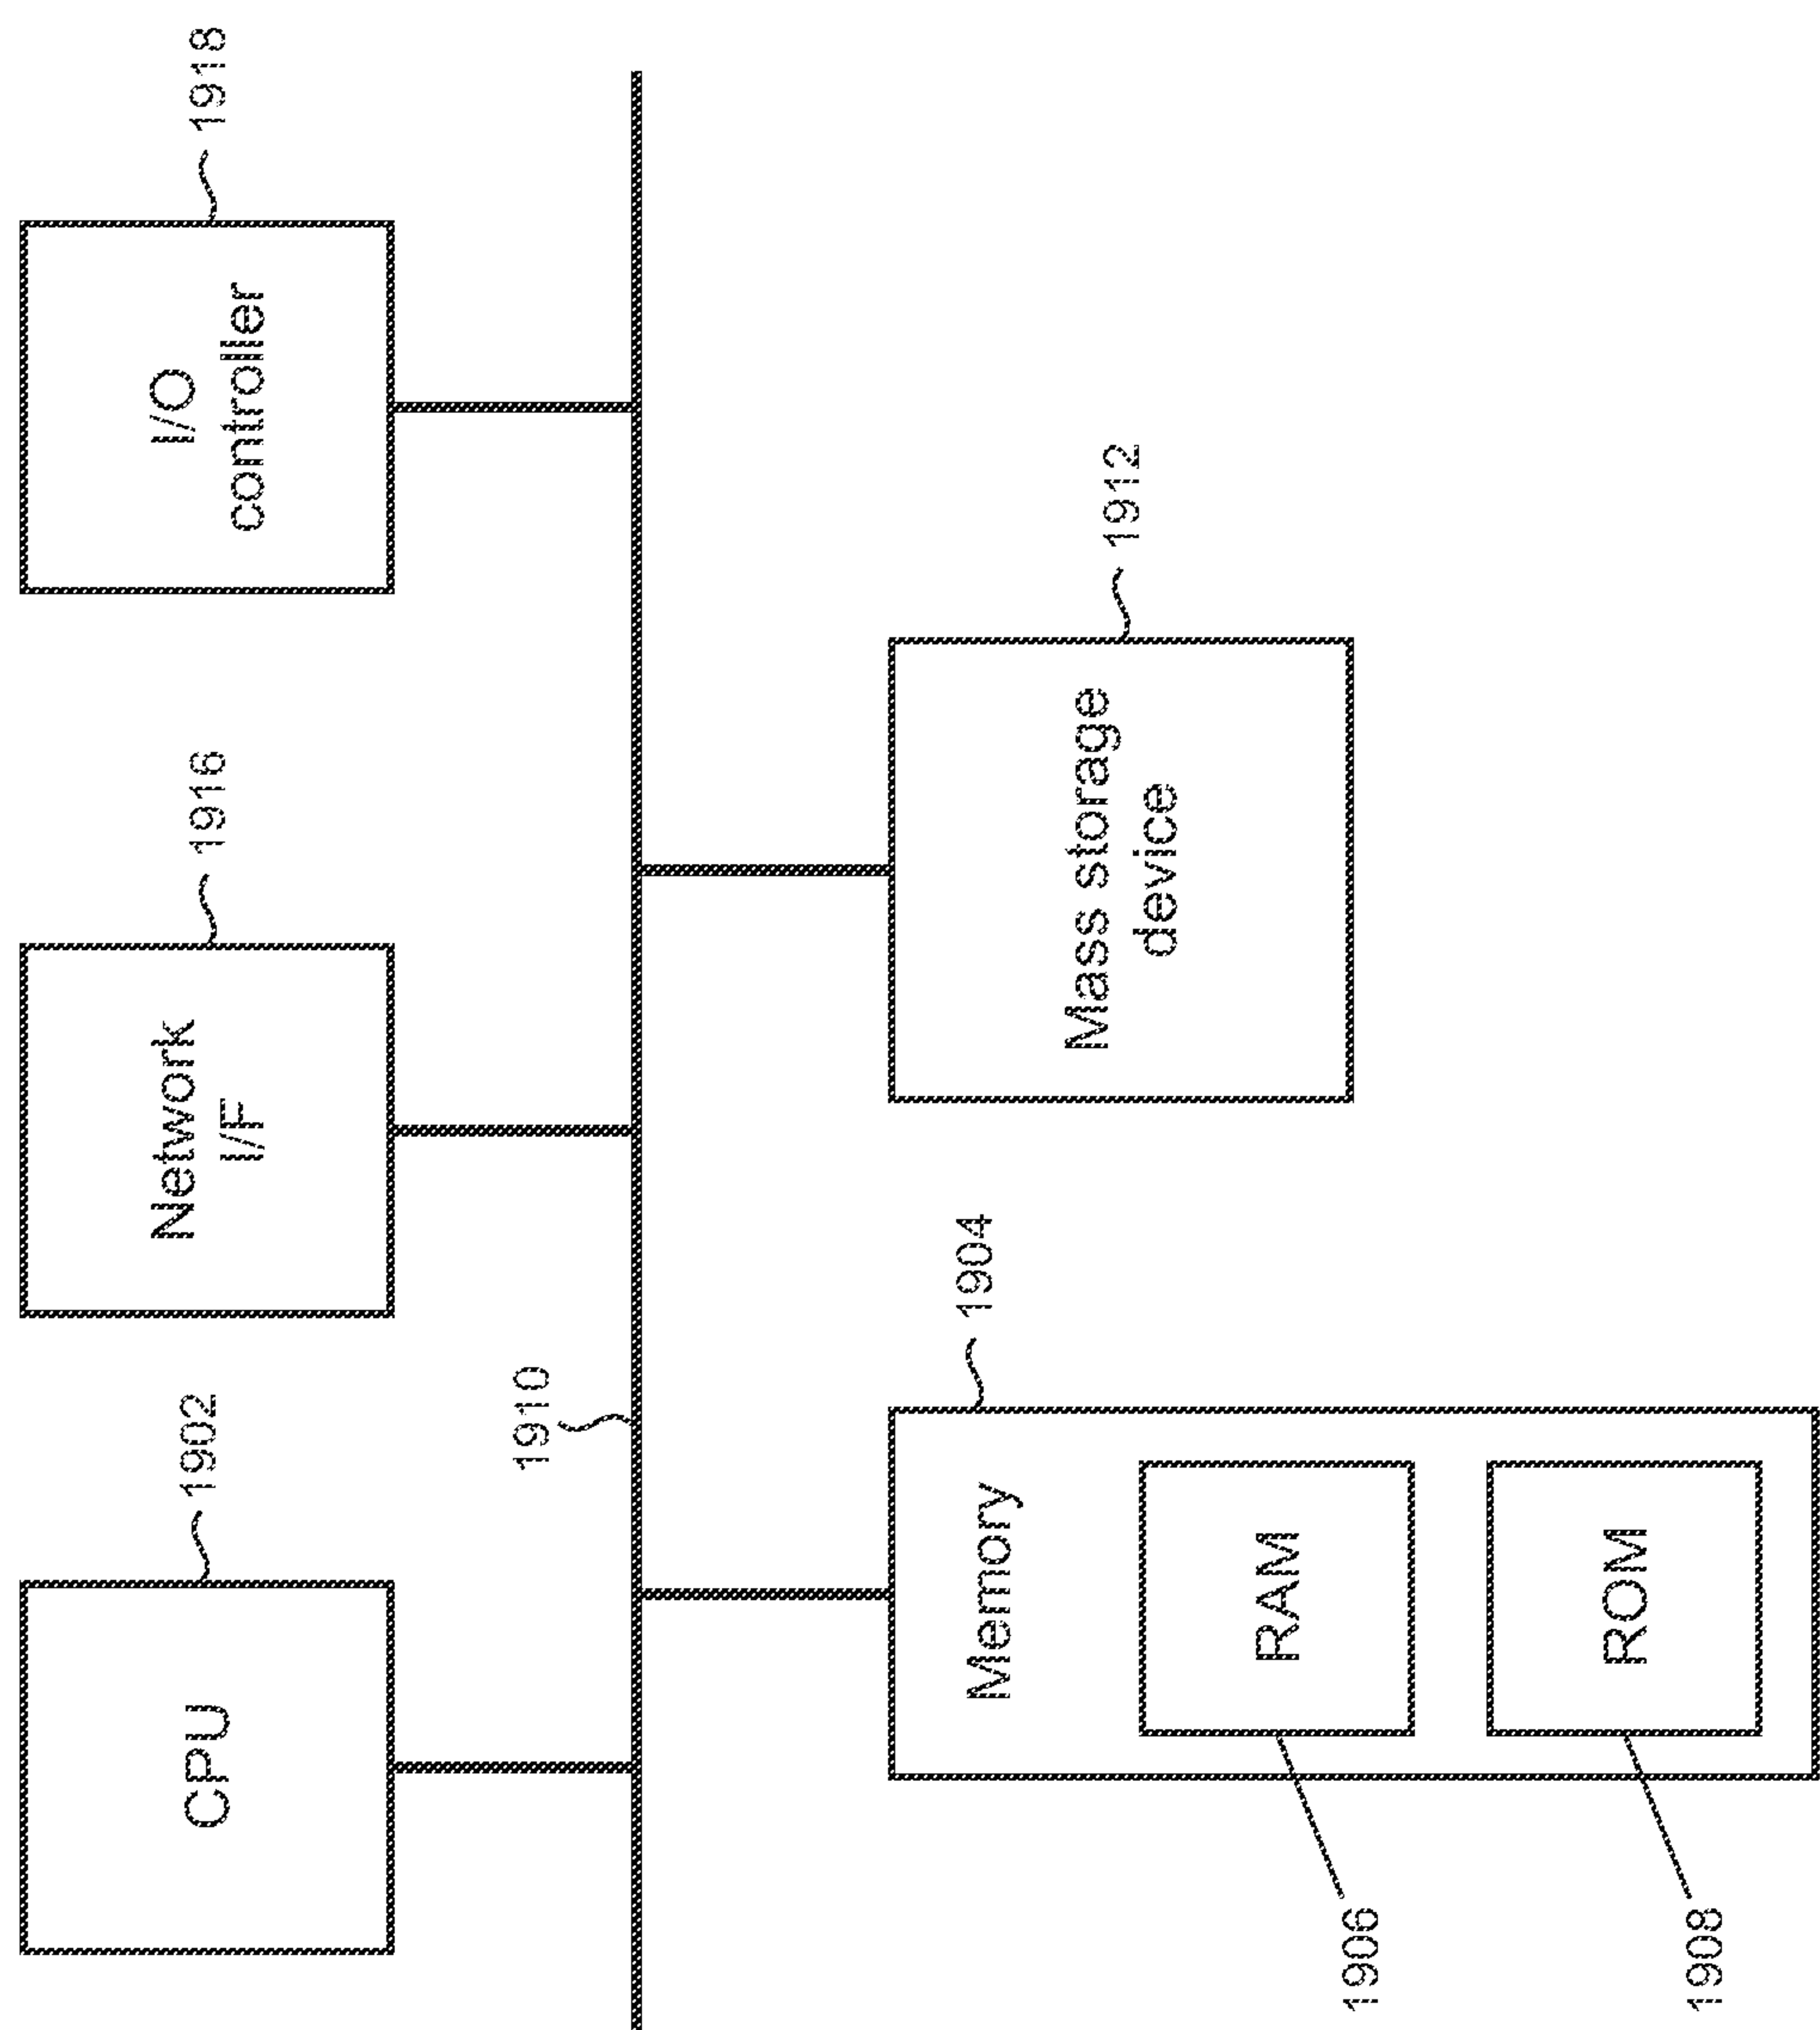 CPU
1902
Network
I/F
1916
I/O
controller
1918
1910
Memory
1904
RAM
1906
ROM
1908
Mass storage
device
1912